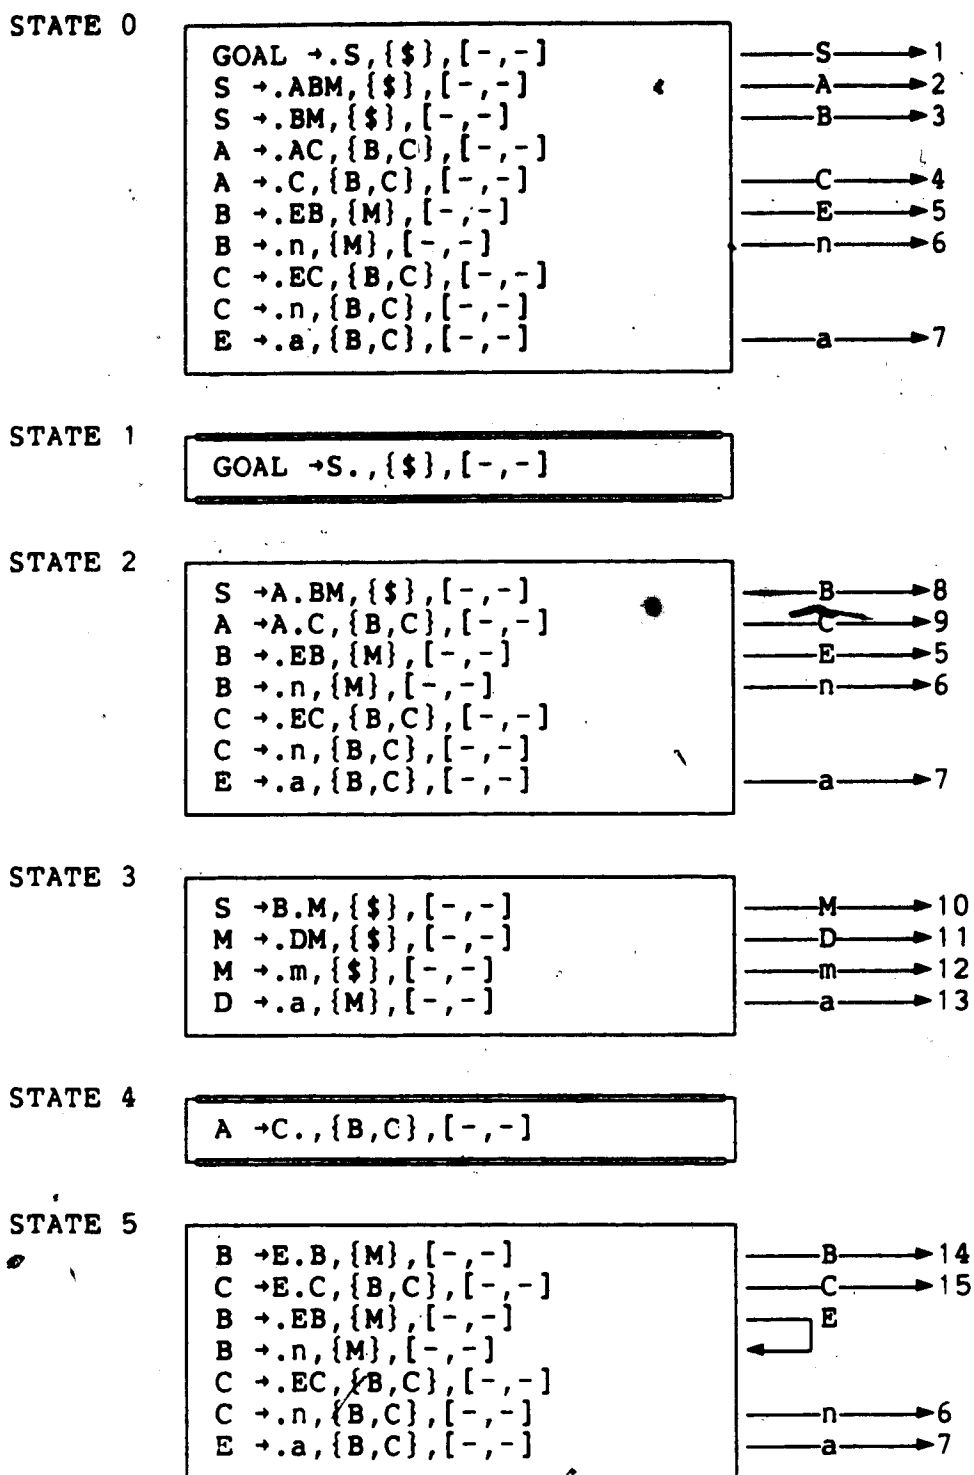 STATE 0
GOAL →.S,{$},[-,-] S 1
S →.ABM,{$},[-,-] A 2
S →.BM,{$},[-,-] B 3
A →.AC,{B,C},[-,-]
A →.C,{B,C},[-,-] C 4
B →.EB,{M},[-,-] E 5
B →.n,{M},[-,-] n 6
C →.EC,{B,C},[-,-]
C →.n,{B,C},[-,-]
E →.a,{B,C},[-,-] a 7
STATE 1
GOAL →S.,{$},[-,-]
STATE 2
S →A.BM,{$},[-,-] B 8
A →A.C,{B,C},[-,-] C 9
B →.EB,{M},[-,-] E 5
B →.n,{M},[-,-] n 6
C →.EC,{B,C},[-,-]
C →.n,{B,C},[-,-]
E →.a,{B,C},[-,-] a 7
STATE 3
S →B.M,{$},[-,-] M 10
M →.DM,{$},[-,-] D 11
M →.m,{$},[-,-] m 12
D →.a,{M},[-,-] a 13
STATE 4
A →C.,{B,C},[-,-]
STATE 5
B →E.B,{M},[-,-] B 14
C →E.C,{B,C},[-,-] C 15
B →.EB,{M},[-,-] E
B →.n,{M},[-,-]
C →.EC,{B,C},[-,-]
C →.n,{B,C},[-,-] n 6
E →.a,{B,C},[-,-] a 7